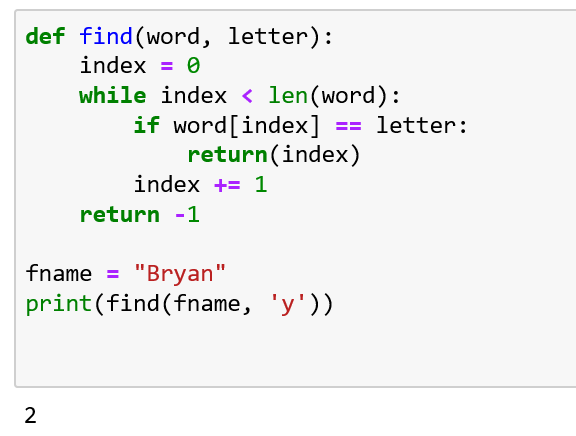 def find(word, letter):
    index = 0
    while index < len(word):
        if word[index] == letter:
            return(index)
        index += 1
    return -1

fname = "Bryan"
print(find(fname, 'y'))

2